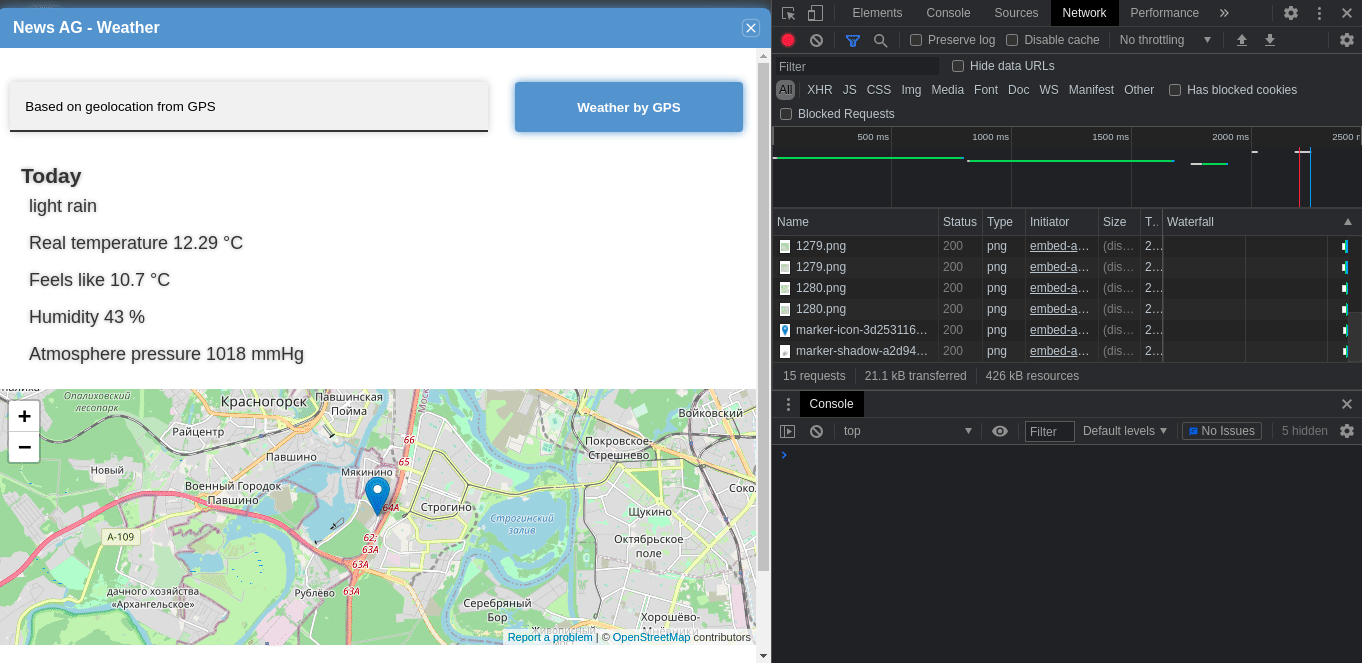 News AG - Weather
Based on geolocation from GPS
Weather by GPS
Today
light rain
Real temperature 12.29 °C
Feels like 10.7 °C
Humidity 43 %
Atmosphere pressure 1018 mmHg
+
−
Опалиховский
лесопарк
Красногорск
Павшинская
Пойма
Москв
Войковский
Райцентр
66
Покровское-
Стрешнево
Павшино
65
Новый
Мякинино
Военный Городок
Павшино
64А
Строгино
Строгинский
залив
Щукино
Соко
А-109
62;
63А
Октябрьское
поле
63А
дачного хозяйства
«Архангельское»
Рублёво
63А
Серебряный
Бор
Хорошёво-
Мнёвники
Живописный
мост
Report a problem | © OpenStreetMap contributors
Elements Console Sources Network Performance »
Preserve log Disable cache No throttling
Filter Hide data URLs
All XHR JS CSS Img Media Font Doc WS Manifest Other Has blocked cookies
Blocked Requests
500 ms 1000 ms 1500 ms 2000 ms 2500 r
Name Status Type Initiator Size T.. Waterfall
1279.png 200 png embed-a… (dis… 2…
1279.png 200 png embed-a… (dis… 2…
1280.png 200 png embed-a… (dis… 2…
1280.png 200 png embed-a… (dis… 2…
marker-icon-3d253116… 200 png embed-a… (dis… 2…
marker-shadow-a2d94… 200 png embed-a… (dis… 2…
15 requests 21.1 kB transferred 426 kB resources
Console
top Filter Default levels No Issues 5 hidden